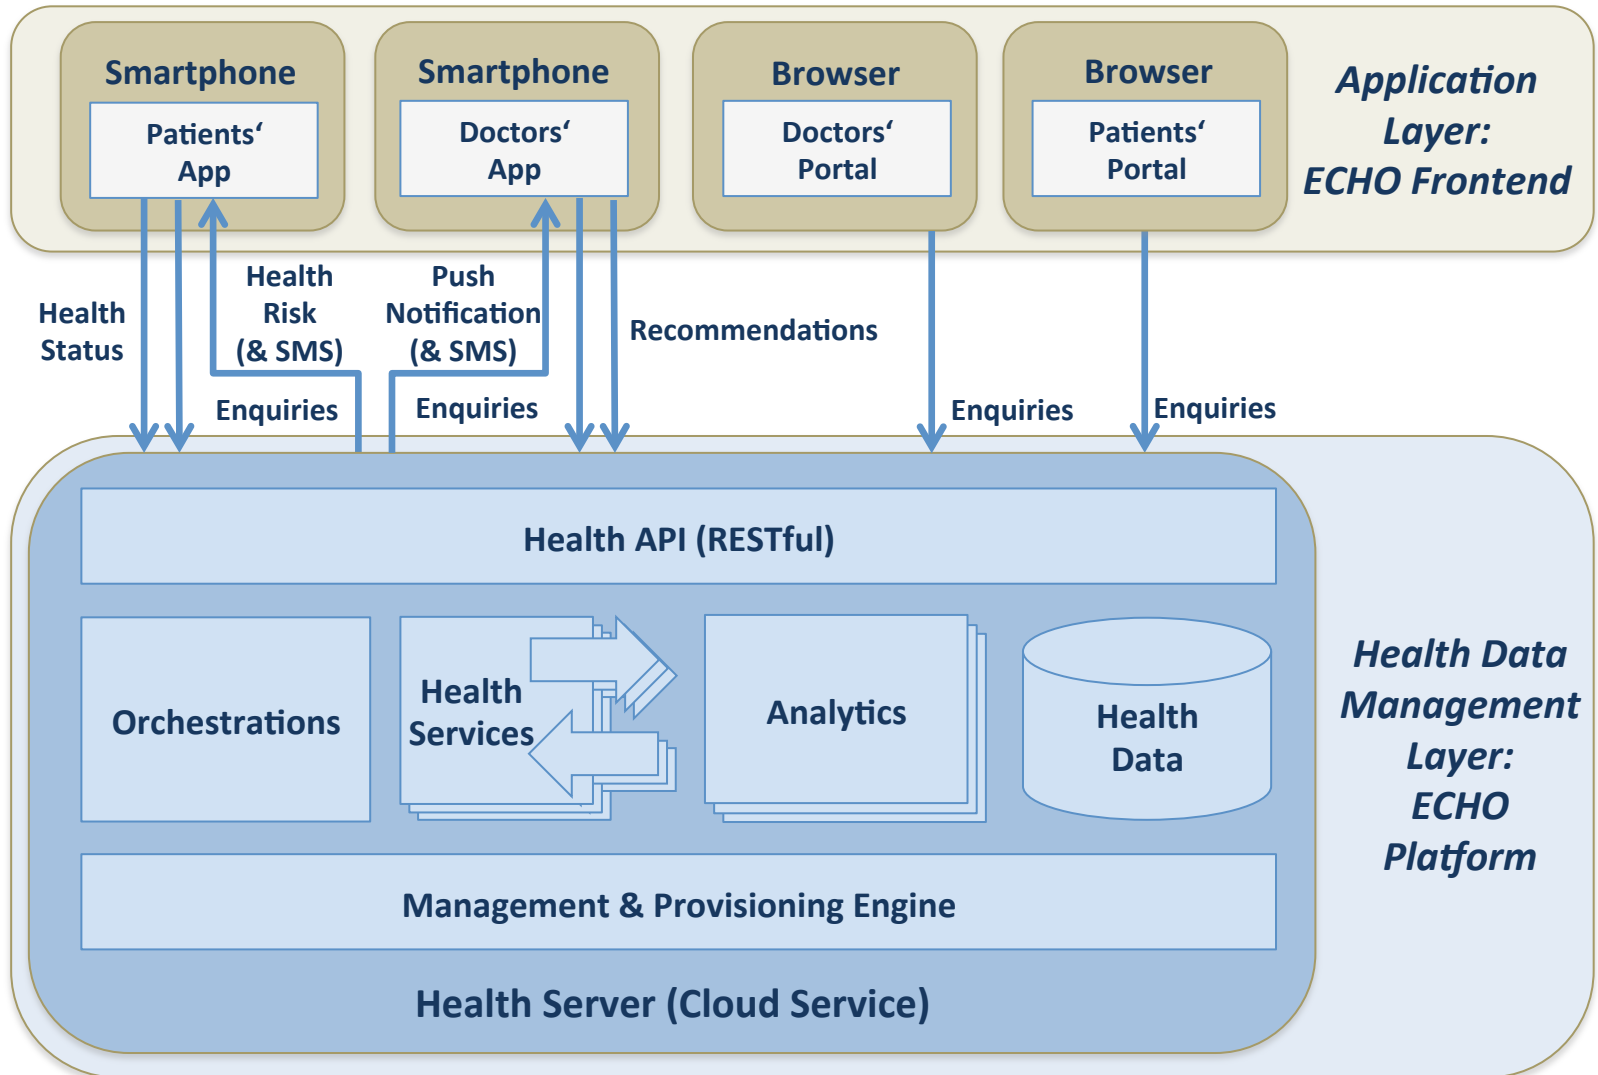 Smartphone
Patients‘
App
Smartphone
Doctors‘
App
Browser
Doctors‘
Portal
Browser
Patients‘
Portal
Application
Layer:
ECHO Frontend
Health
Status
Health
Risk
(& SMS)
Enquiries
Push
Notification
(& SMS)
Enquiries
Recommendations
Enquiries
Enquiries
Health API (RESTful)
Orchestrations
Health
Services
Analytics
Health
Data
Management & Provisioning Engine
Health Server (Cloud Service)
Health Data
Management
Layer:
ECHO
Platform